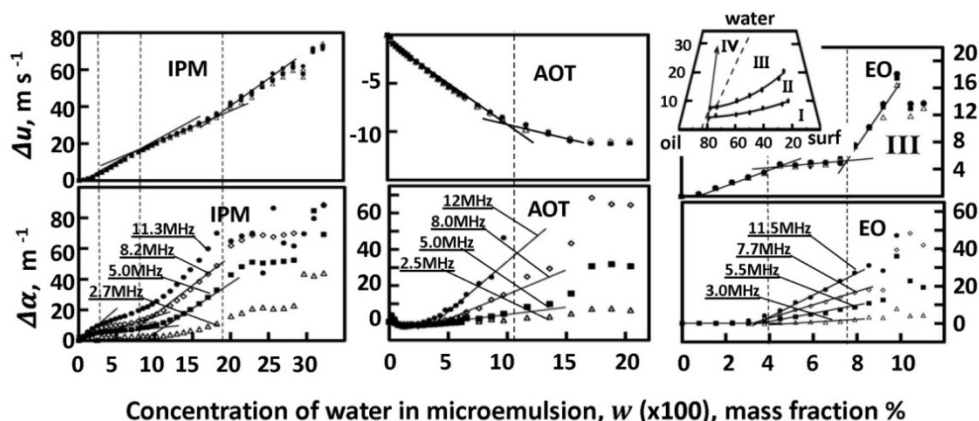 80
60
40
20
0
Δu, m s⁻¹
IPM
-5
-10
AOT
water
30
20
10
IV
III
II
I
oil
80 60 40 20
surf
EO
III
20
16
12
8
4
80
60
40
20
0
Δα, m⁻¹
IPM
11.3MHz
8.2MHz
5.0MHz
2.7MHz
0 5 10 15 20 25 30
60
40
20
0
AOT
12MHz
8.0MHz
5.0MHz
2.5MHz
0 5 10 15 20
EO
11.5MHz
7.7MHz
5.5MHz
3.0MHz
60
40
20
0
0 2 4 6 8 10
Concentration of water in microemulsion, w (x100), mass fraction %